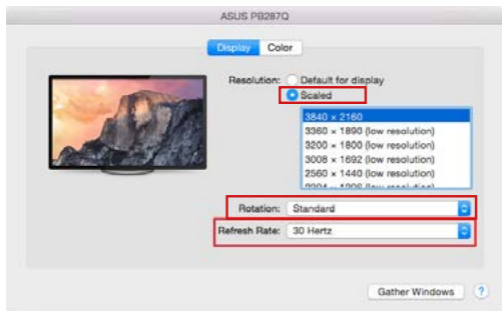 ASUS PB287Q
Display Color
Resolution: Default for display
Scaled
3840 × 2160
3360 × 1890 (low resolution)
3200 × 1800 (low resolution)
3008 × 1692 (low resolution)
2560 × 1440 (low resolution)
Rotation: Standard
Refresh Rate: 30 Hertz
Gather Windows ?